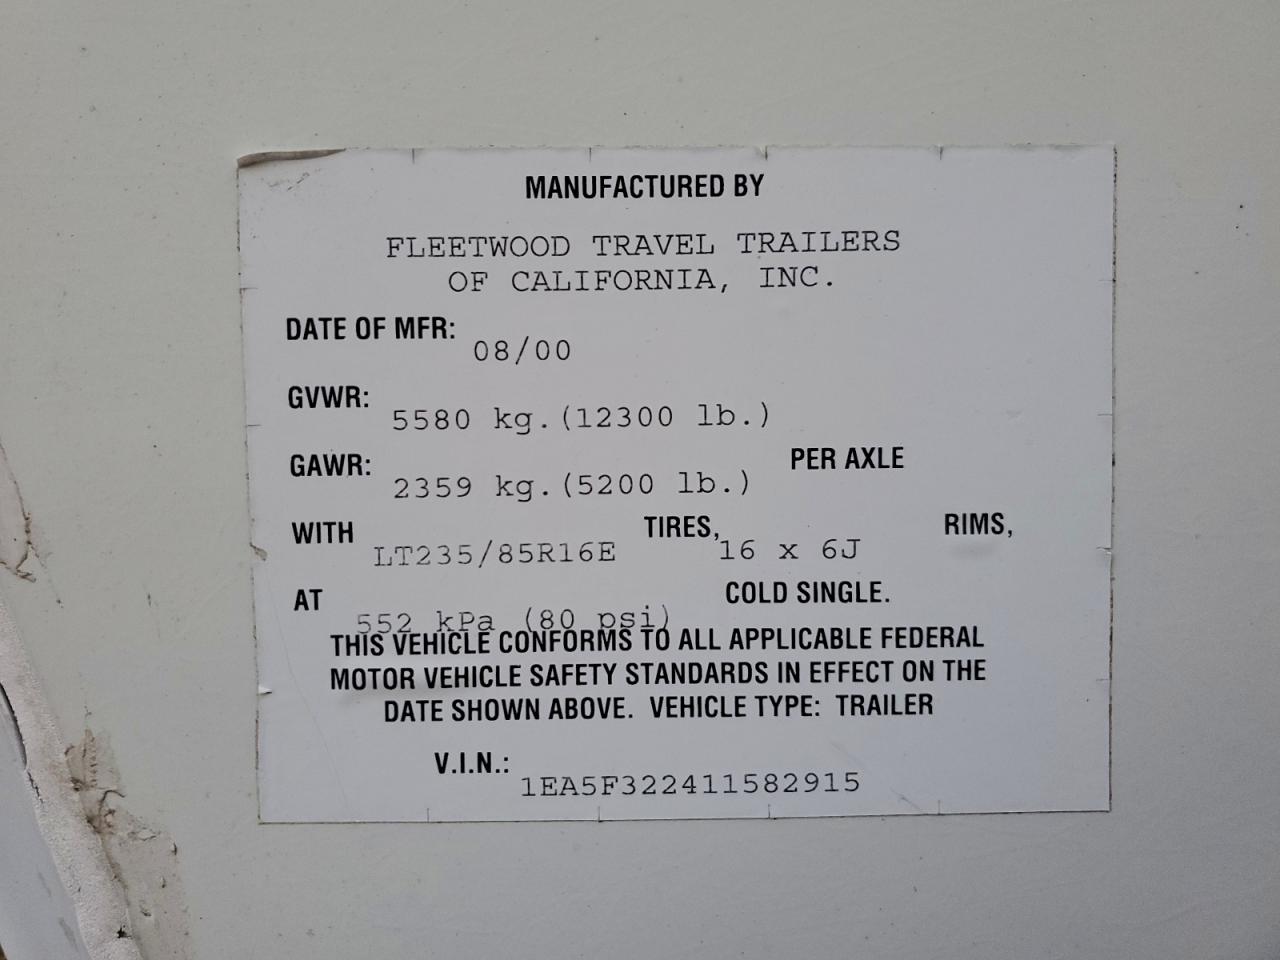 MANUFACTURED BY
FLEETWOOD TRAVEL TRAILERS
OF CALIFORNIA, INC.
DATE OF MFR: 08/00
GVWR: 5580 kg.(12300 lb.)
GAWR: 2359 kg.(5200 lb.) PER AXLE
WITH LT235/85R16E TIRES, 16 x 6J RIMS,
AT 552 kPa (80 psi) COLD SINGLE.
THIS VEHICLE CONFORMS TO ALL APPLICABLE FEDERAL
MOTOR VEHICLE SAFETY STANDARDS IN EFFECT ON THE
DATE SHOWN ABOVE. VEHICLE TYPE: TRAILER
V.I.N.: 1EA5F322411582915